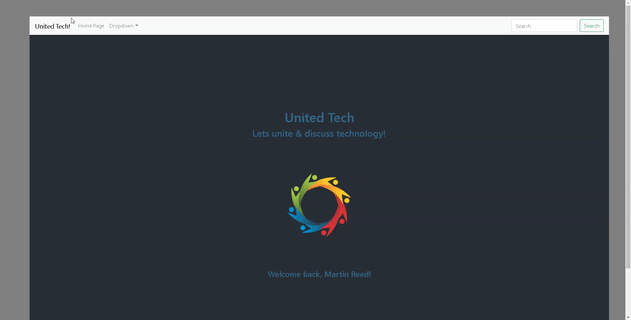 United Tech! Home Page Dropdown Search Search
United Tech
Lets unite & discuss technology!
Welcome back, Martin Reed!